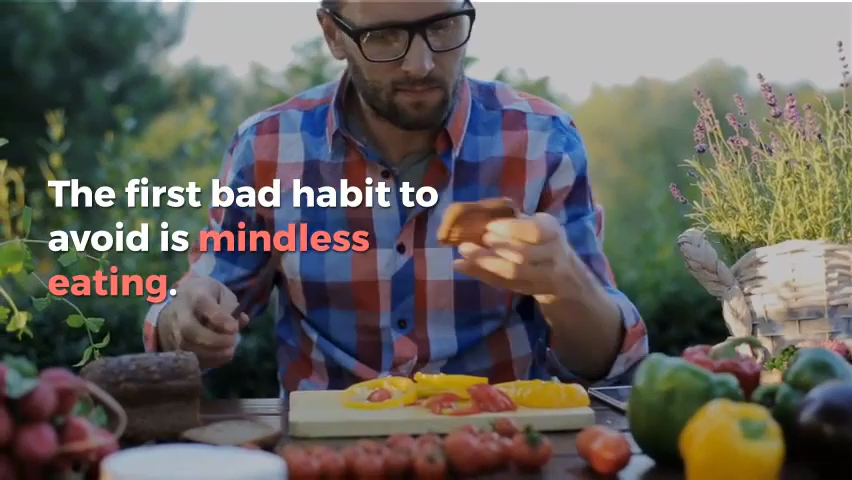 The first bad habit to
avoid is mindless
eating.